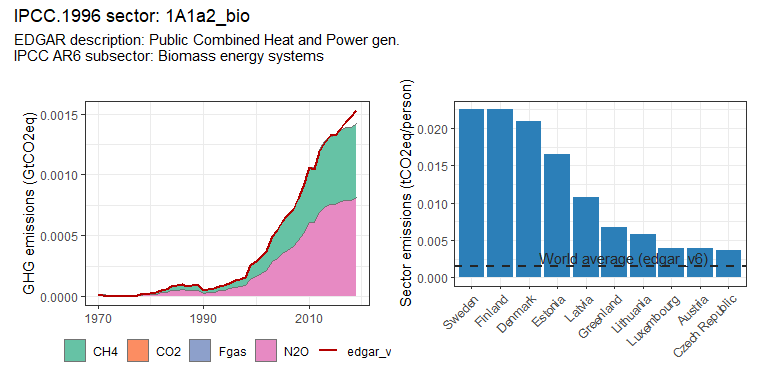 IPCC.1996 sector: 1A1a2_bio
EDGAR description: Public Combined Heat and Power gen.
IPCC AR6 subsector: Biomass energy systems
GHG emissions (GtCO2eq)
0.0015
0.0010
0.0005
0.0000
1970 1990 2010
CH4 CO2 Fgas N2O edgar_v
Sector emissions (tCO2eq/person)
0.020
0.015
0.010
0.005
0.000
World average (edgar_v6)
Sweden Finland Denmark Estonia Latvia Greenland Lithuania Luxembourg Austria Czech Republic